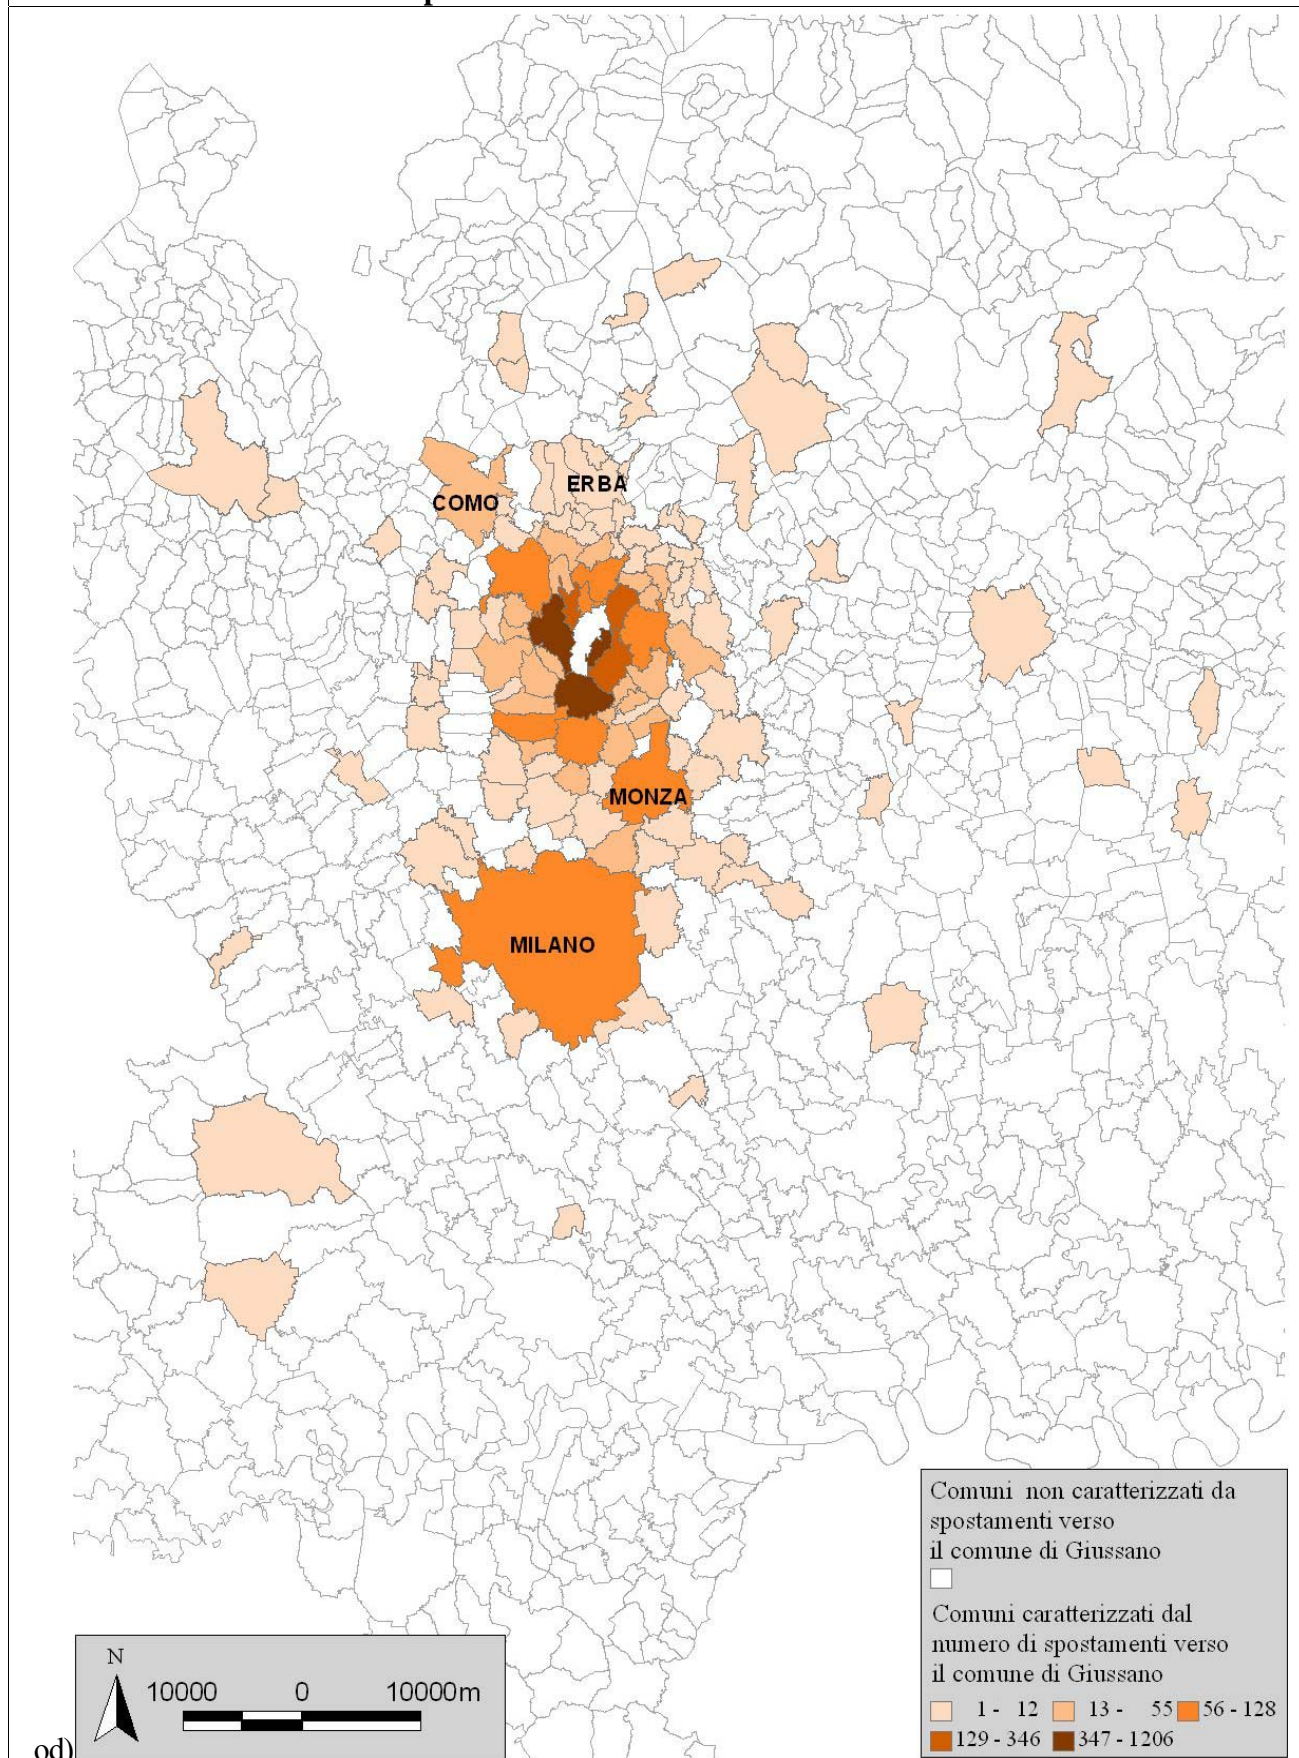 COMO
ERBA
MONZA
MILANO
Comuni non caratterizzati da
spostamenti verso
il comune di Giussano
Comuni caratterizzati dal
numero di spostamenti verso
il comune di Giussano
1 - 12 13 - 55 56 - 128
129 - 346 347 - 1206
N
10000 0 10000m
od)